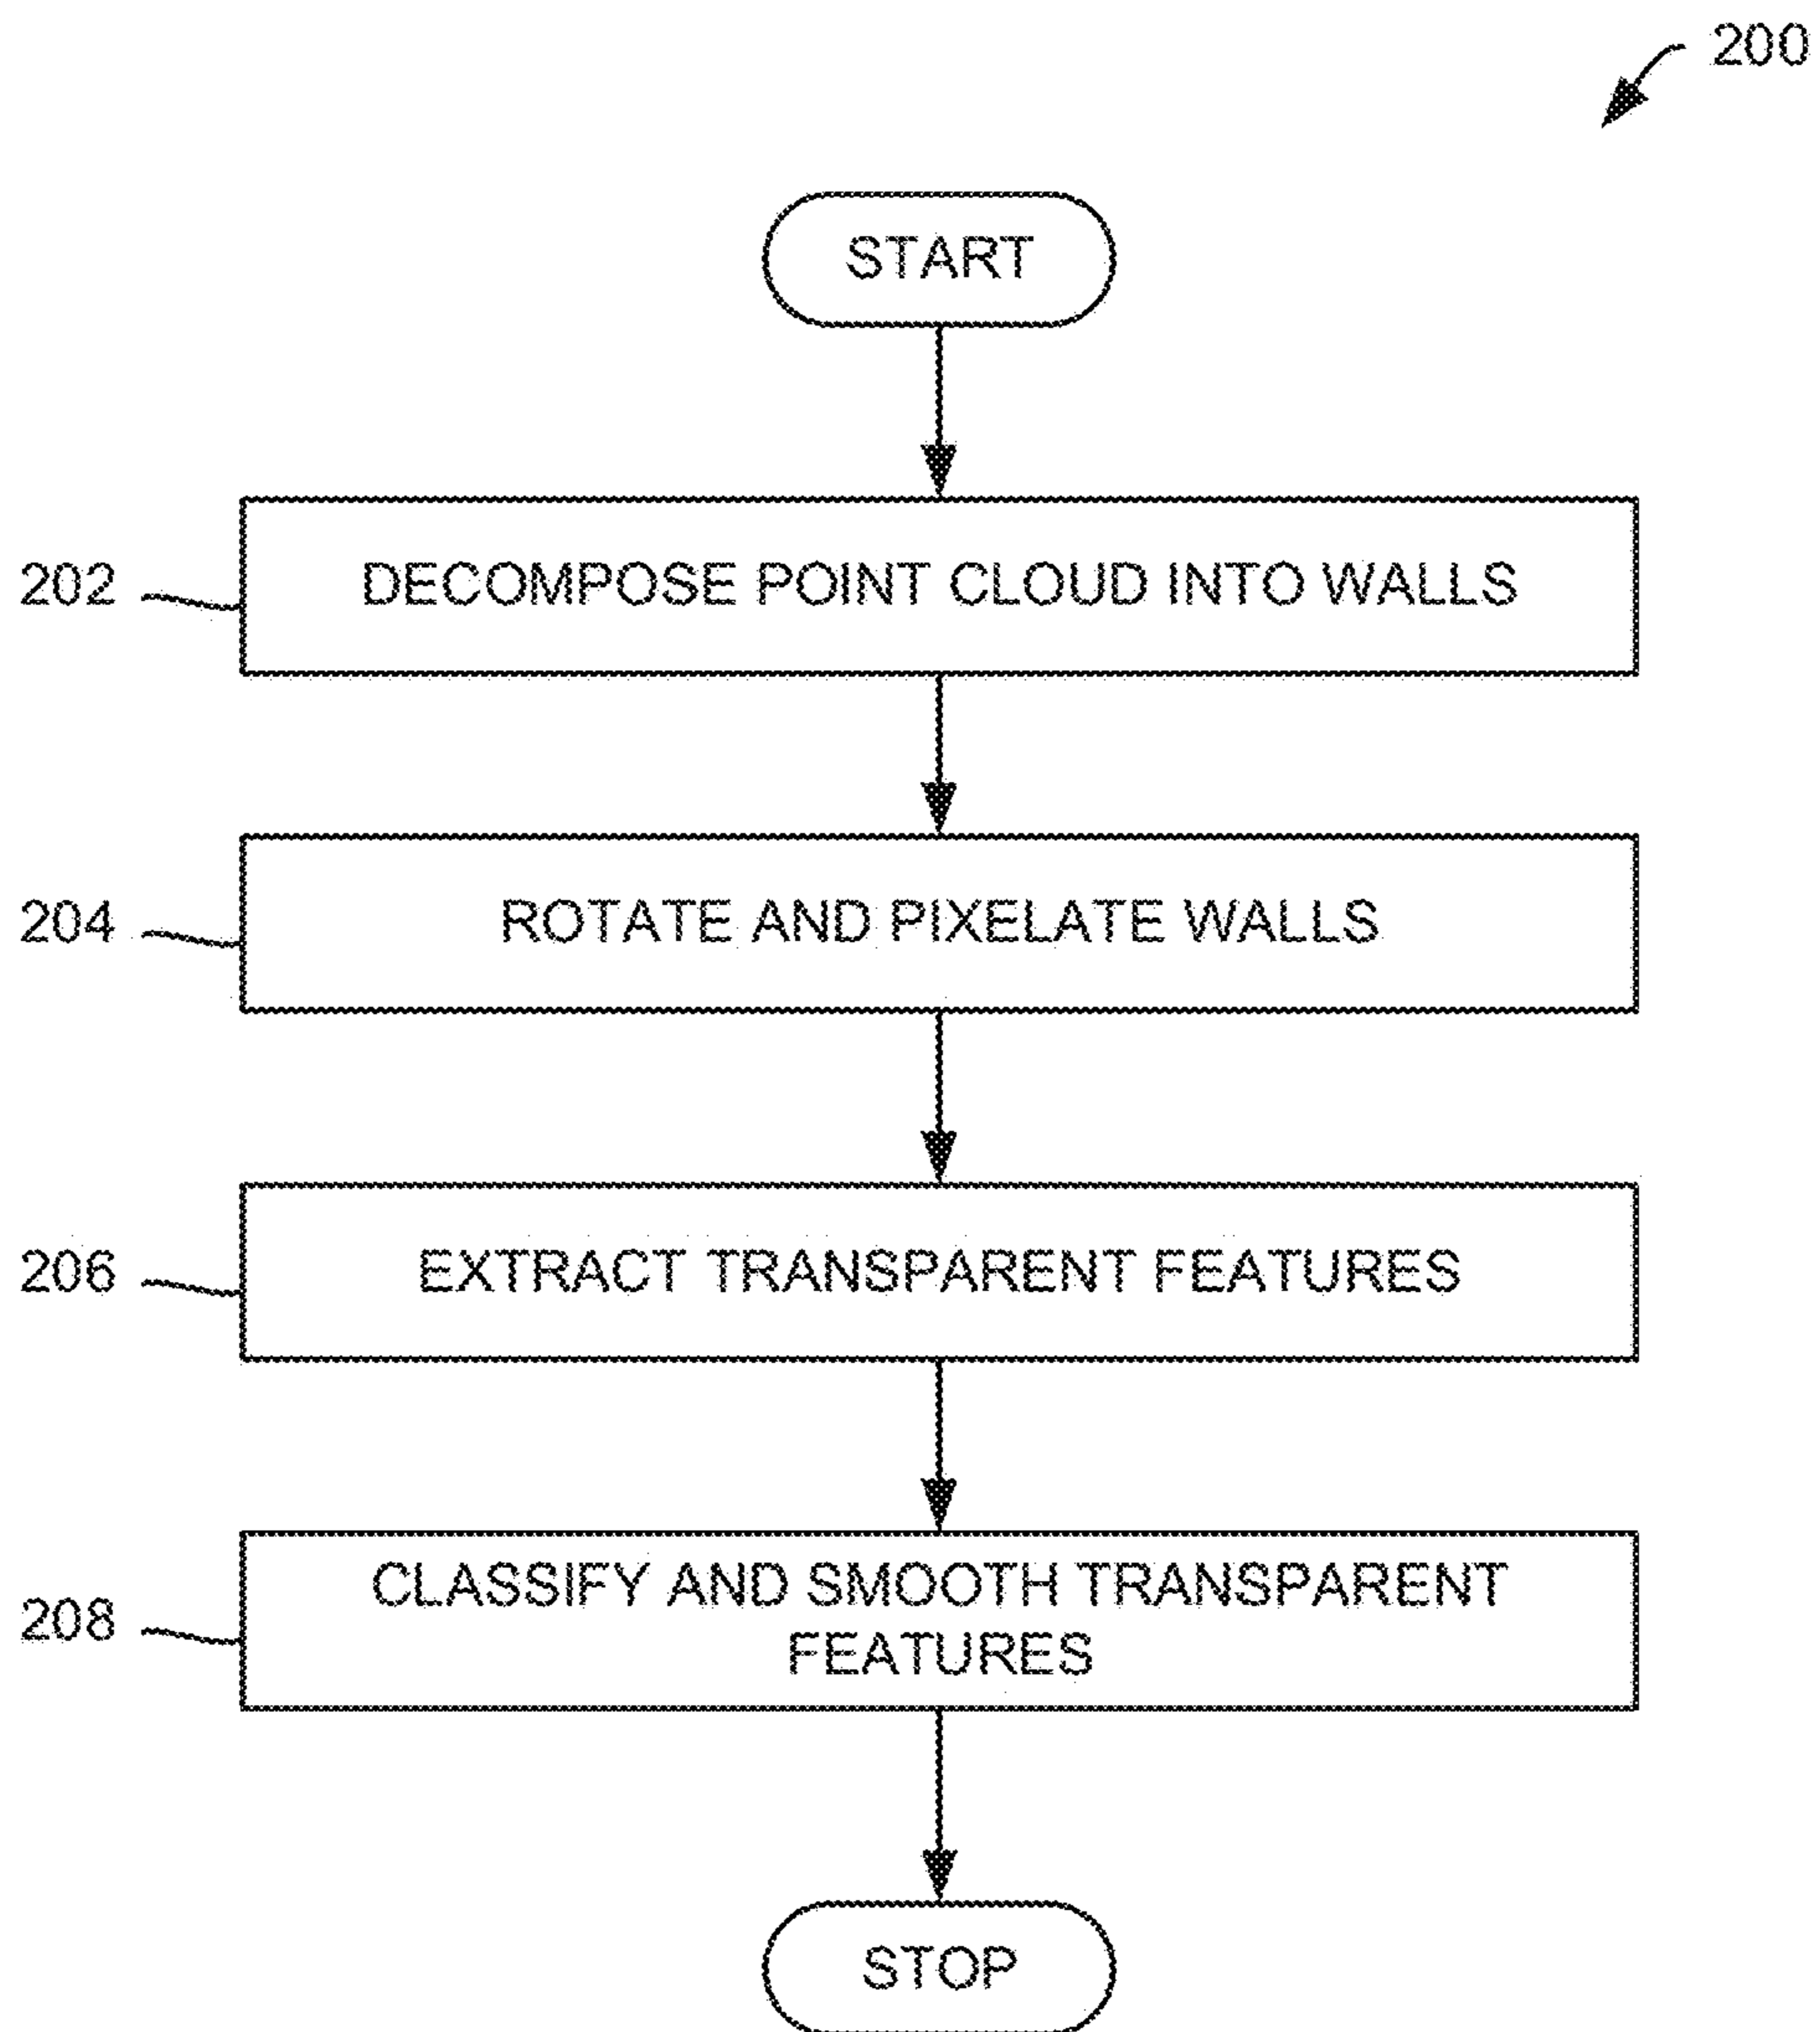 200
START
202
DECOMPOSE POINT CLOUD INTO WALLS
204
ROTATE AND PIXELATE WALLS
206
EXTRACT TRANSPARENT FEATURES
208
CLASSIFY AND SMOOTH TRANSPARENT
FEATURES
STOP